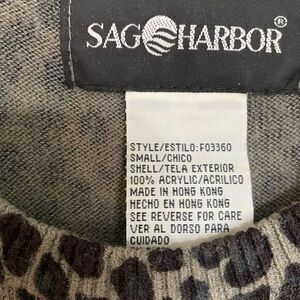 SAG HARBOR®
STYLE/ESTILO:F03360
SMALL/CHICO
SHELL/TELA EXTERIOR
100% ACRYLIC/ACRILICO
MADE IN HONG KONG
HECHO EN HONG KONG
SEE REVERSE FOR CARE
VER AL DORSO PARA
CUIDADO